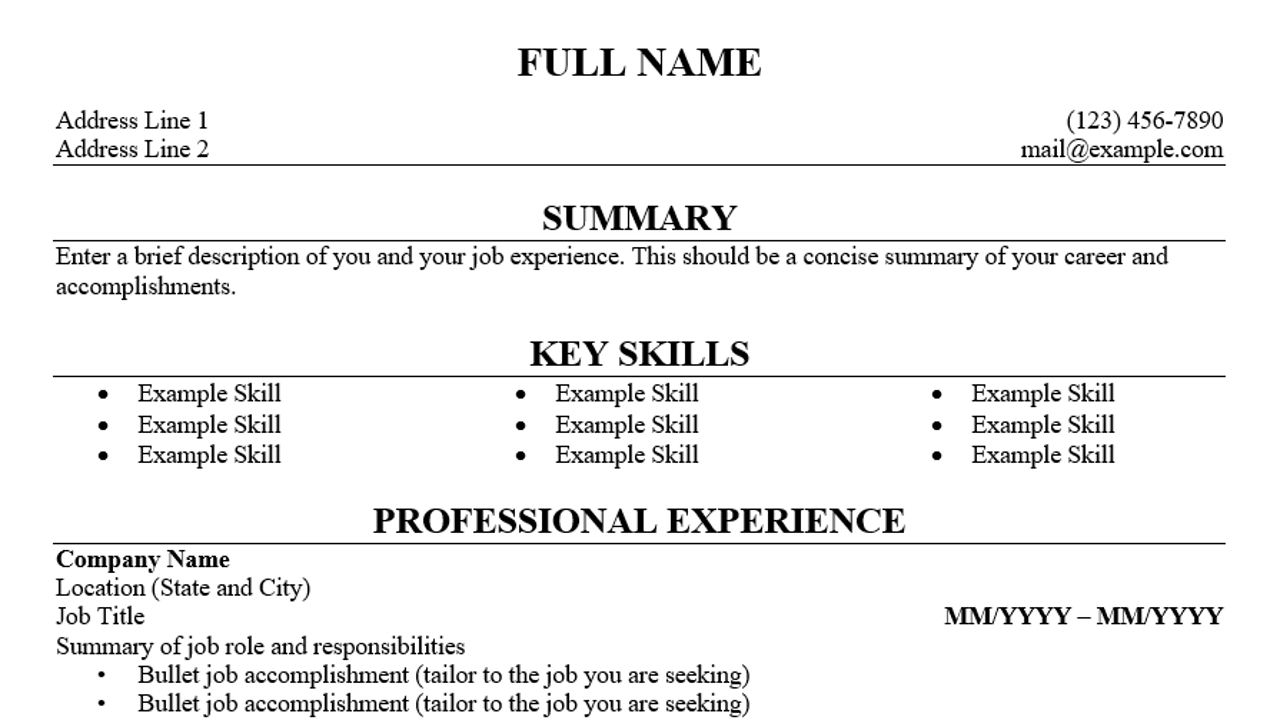 FULL NAME
Address Line 1 (123) 456-7890
Address Line 2 mail@example.com
SUMMARY
Enter a brief description of you and your job experience. This should be a concise summary of your career and
accomplishments.
KEY SKILLS
• Example Skill • Example Skill • Example Skill
• Example Skill • Example Skill • Example Skill
• Example Skill • Example Skill • Example Skill
PROFESSIONAL EXPERIENCE
Company Name
Location (State and City)
Job Title MM/YYYY – MM/YYYY
Summary of job role and responsibilities
• Bullet job accomplishment (tailor to the job you are seeking)
• Bullet job accomplishment (tailor to the job you are seeking)